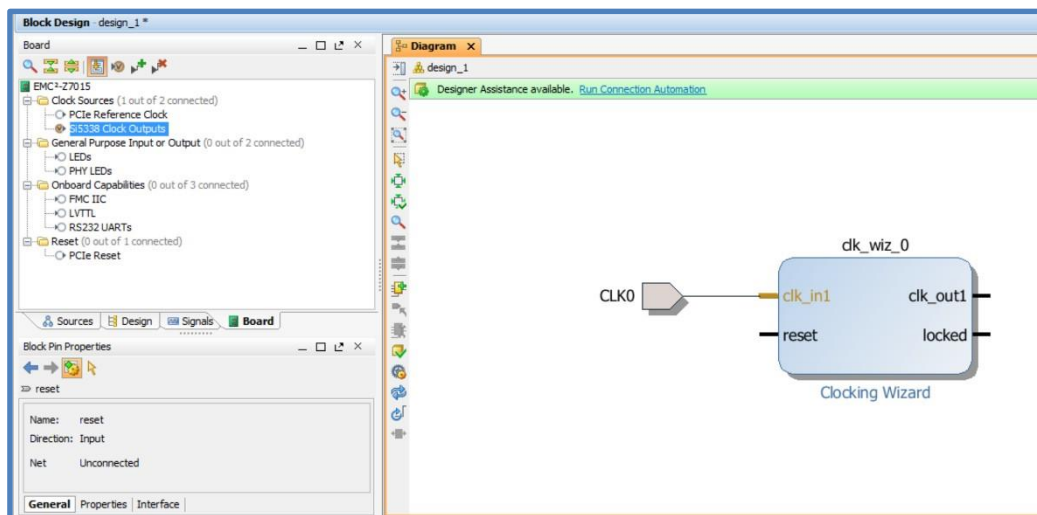 Block Design - design_1 *
Board
EMC²-Z7015
Clock Sources (1 out of 2 connected)
PCIe Reference Clock
Si5338 Clock Outputs
General Purpose Input or Output (0 out of 2 connected)
LEDs
PHY LEDs
Onboard Capabilities (0 out of 3 connected)
FMC IIC
LVTTL
RS232 UARTs
Reset (0 out of 1 connected)
PCIe Reset
Sources Design Signals Board
Block Pin Properties
reset
Name: reset
Direction: Input
Net Unconnected
General Properties Interface
Diagram
design_1
Designer Assistance available. Run Connection Automation
clk_wiz_0
CLK0
clk_in1 clk_out1
reset locked
Clocking Wizard